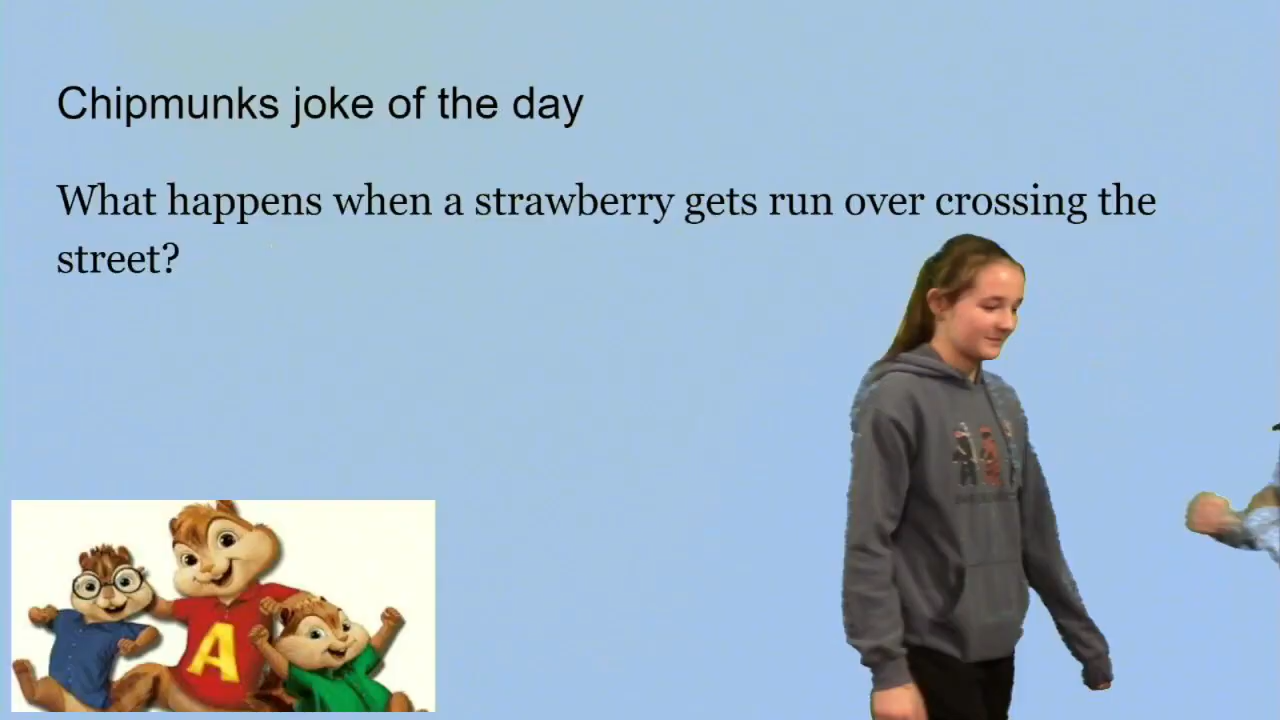 Chipmunks joke of the day
What happens when a strawberry gets run over crossing the
street?
A